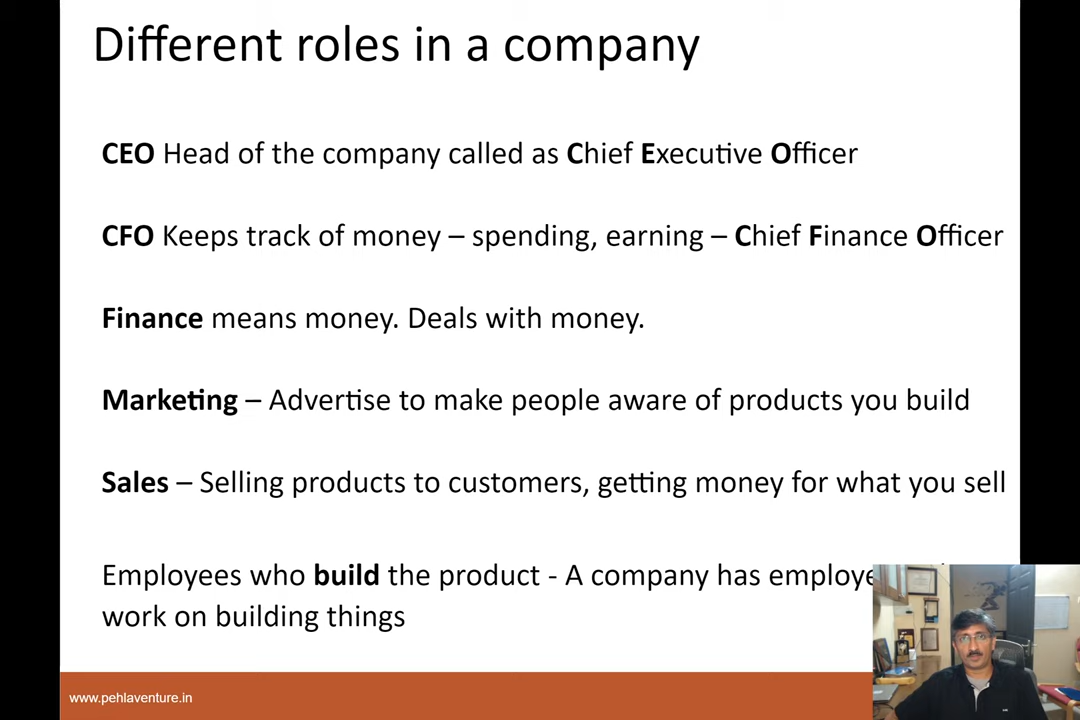 Different roles in a company
CEO Head of the company called as Chief Executive Officer
CFO Keeps track of money – spending, earning – Chief Finance Officer
Finance means money. Deals with money.
Marketing – Advertise to make people aware of products you build
Sales – Selling products to customers, getting money for what you sell
Employees who build the product - A company has
work on building things
www.pehlaventure.in